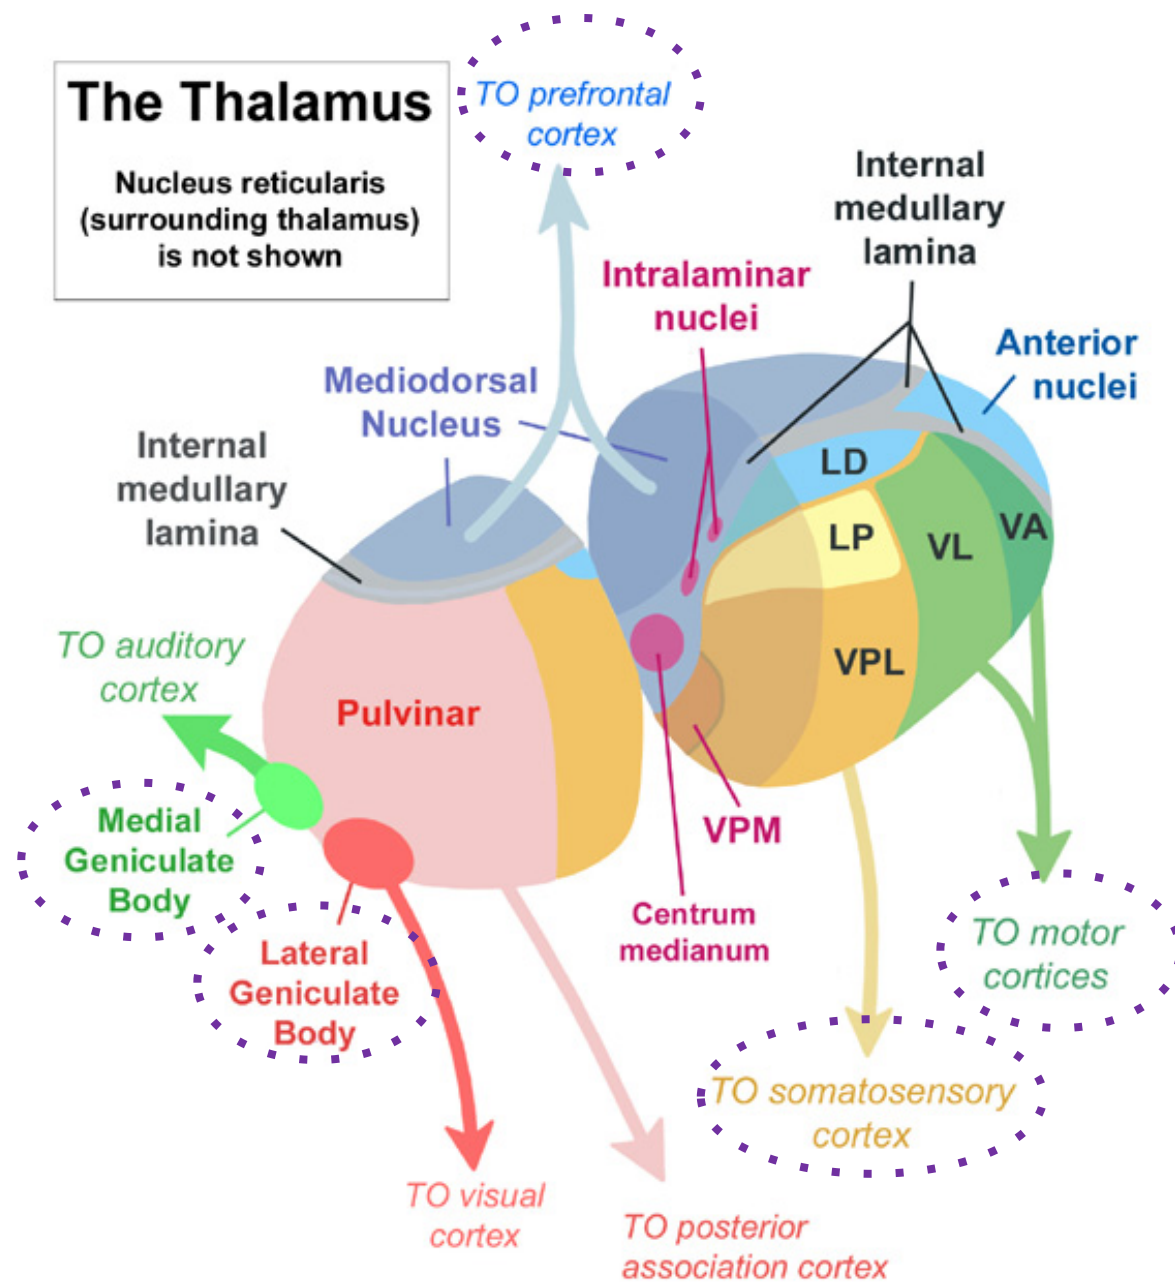 The Thalamus
Nucleus reticularis
(surrounding thalamus)
is not shown
TO prefrontal
cortex
Internal
medullary
lamina
Intralaminar
nuclei
Anterior
nuclei
Mediodorsal
Nucleus
Internal
medullary
lamina
LD
LP
VL
VA
TO auditory
cortex
VPL
Pulvinar
Medial
Geniculate
Body
VPM
Centrum
medianum
TO motor
cortices
Lateral
Geniculate
Body
TO somatosensory
cortex
TO visual
cortex
TO posterior
association cortex